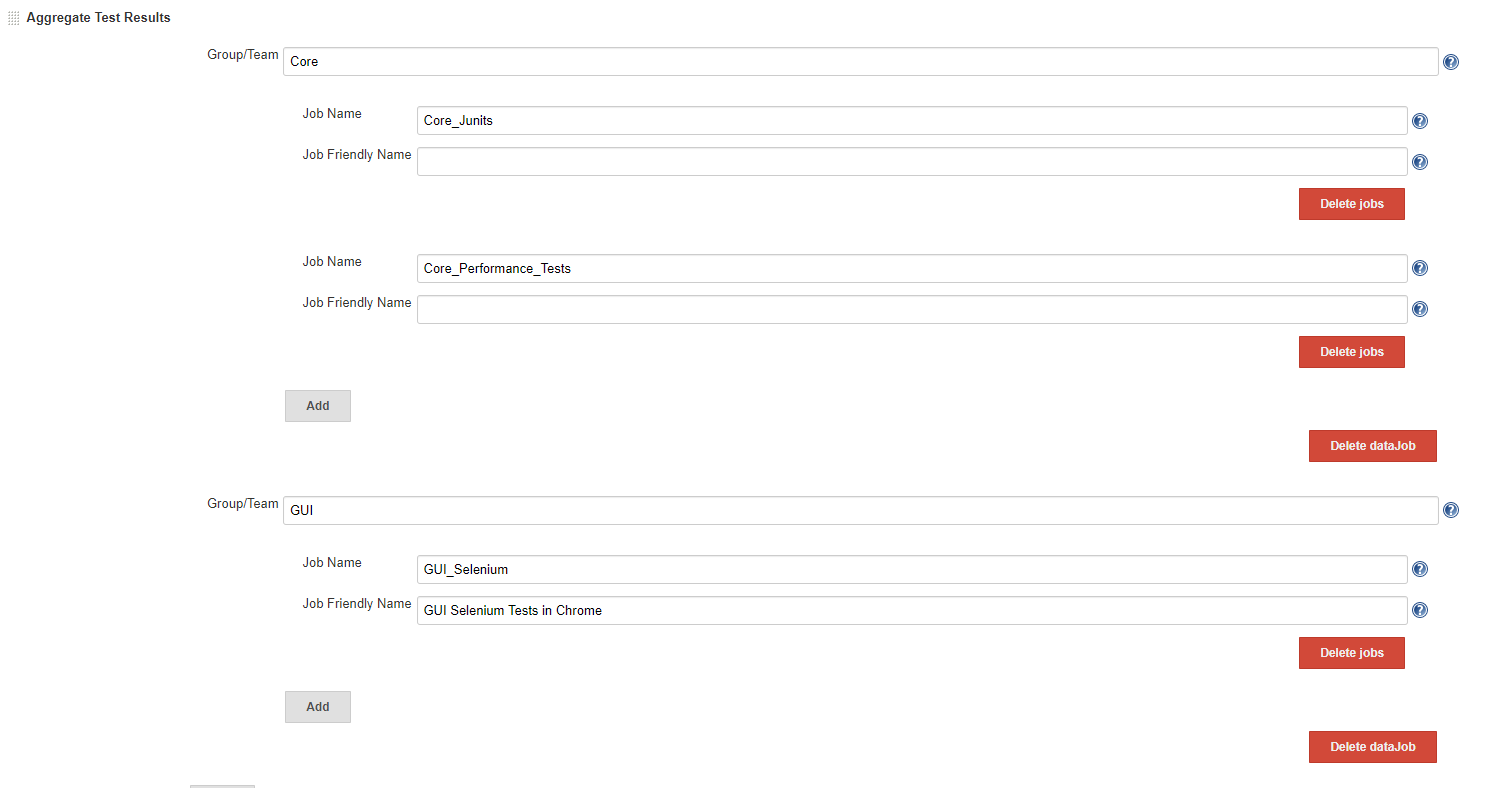 Aggregate Test Results
Group/Team Core
Job Name Core_Junits
Job Friendly Name
Delete jobs
Job Name Core_Performance_Tests
Job Friendly Name
Delete jobs
Add
Delete dataJob
Group/Team GUI
Job Name GUI_Selenium
Job Friendly Name GUI Selenium Tests in Chrome
Delete jobs
Add
Delete dataJob